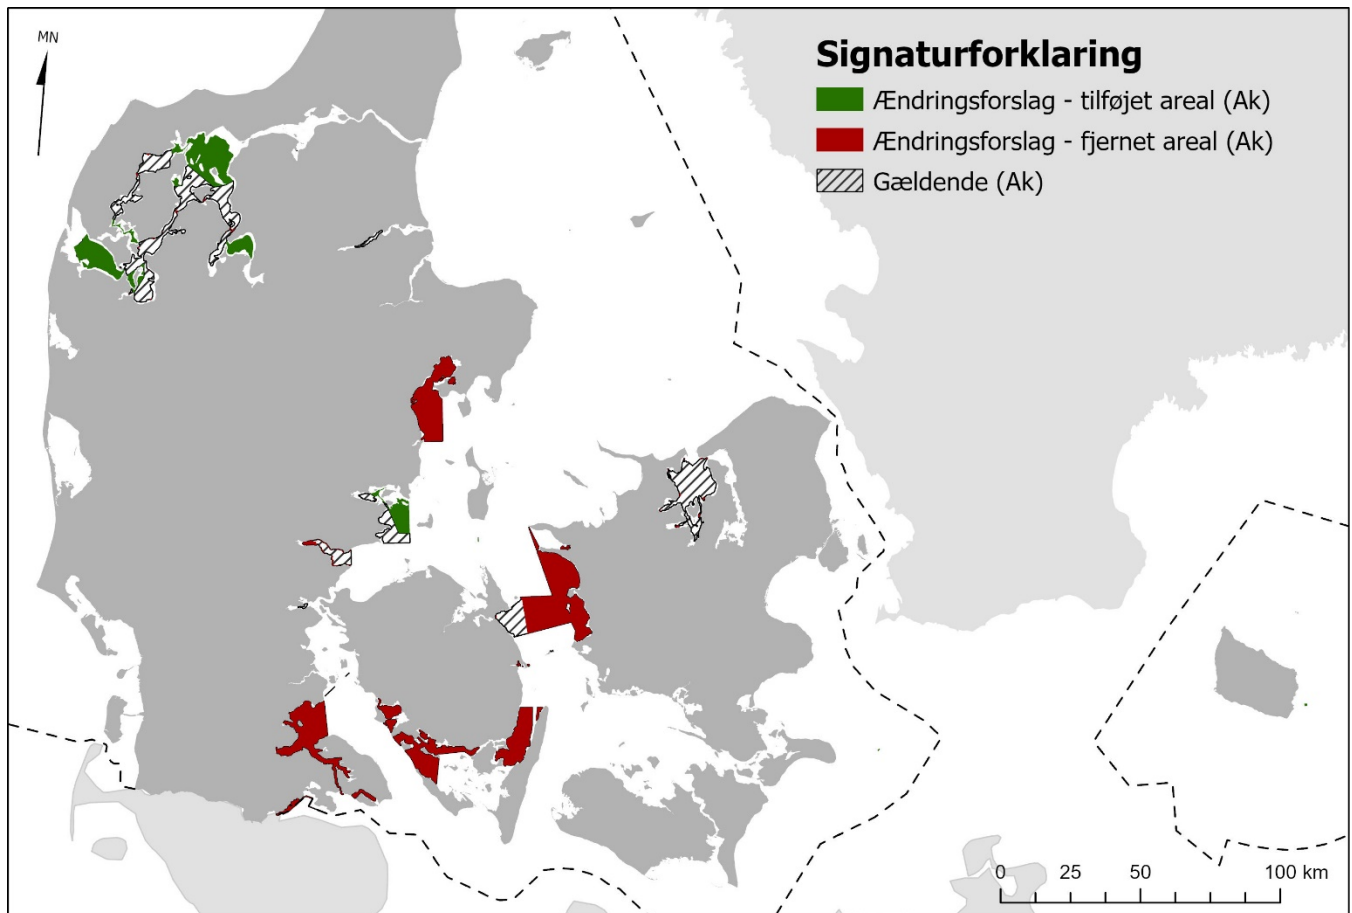 MN
Signaturforklaring
Ændringsforslag - tilføjet areal (Ak)
Ændringsforslag - fjernet areal (Ak)
Gældende (Ak)
0 25 50 100 km